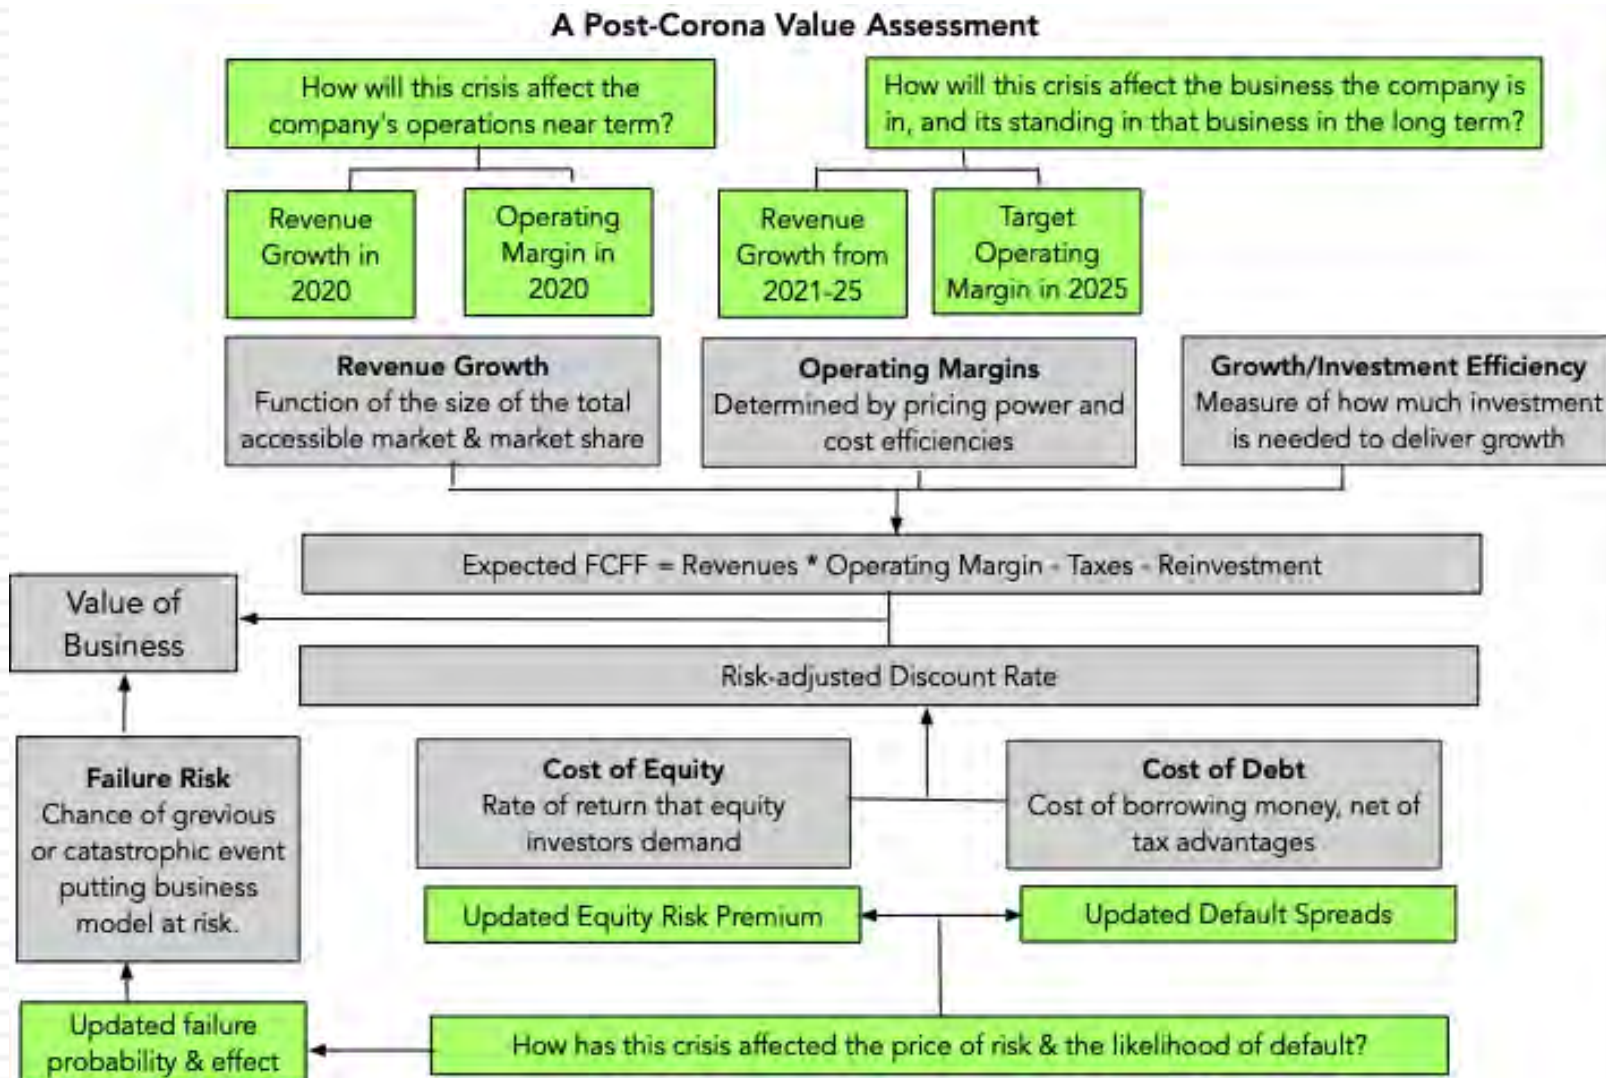 A Post-Corona Value Assessment
How will this crisis affect the
company's operations near term?
How will this crisis affect the business the company is
in, and its standing in that business in the long term?
Revenue
Growth in
2020
Operating
Margin in
2020
Revenue
Growth from
2021-25
Target
Operating
Margin in 2025
Revenue Growth
Function of the size of the total
accessible market & market share
Operating Margins
Determined by pricing power and
cost efficiencies
Growth/Investment Efficiency
Measure of how much investment
is needed to deliver growth
Expected FCFF = Revenues * Operating Margin - Taxes - Reinvestment
Value of
Business
Risk-adjusted Discount Rate
Failure Risk
Chance of grevious
or catastrophic event
putting business
model at risk.
Cost of Equity
Rate of return that equity
investors demand
Cost of Debt
Cost of borrowing money, net of
tax advantages
Updated Equity Risk Premium
Updated Default Spreads
Updated failure
probability & effect
How has this crisis affected the price of risk & the likelihood of default?